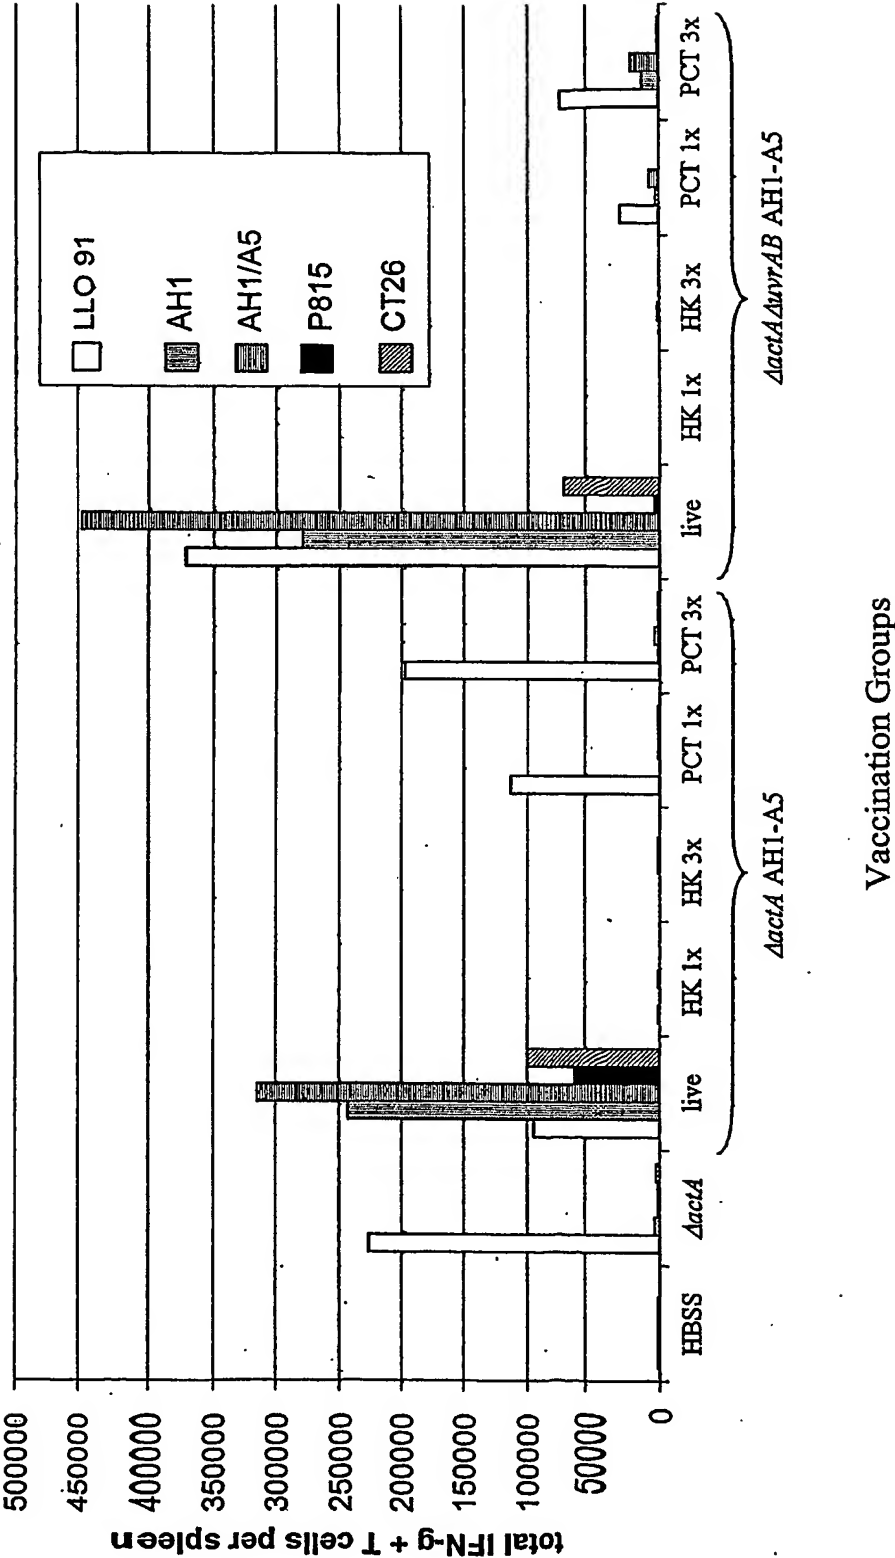 total IFN-g + T cells per spleen
500000
450000
400000
350000
300000
250000
200000
150000
100000
50000
0
LLO 91
AH1
AH1/A5
P815
CT26
HBSS
ΔactA
live
HK 1x
HK 3x
PCT 1x
PCT 3x
live
HK 1x
HK 3x
PCT 1x
PCT 3x
ΔactA AH1-A5
ΔactAΔuvrAB AH1-A5
Vaccination Groups